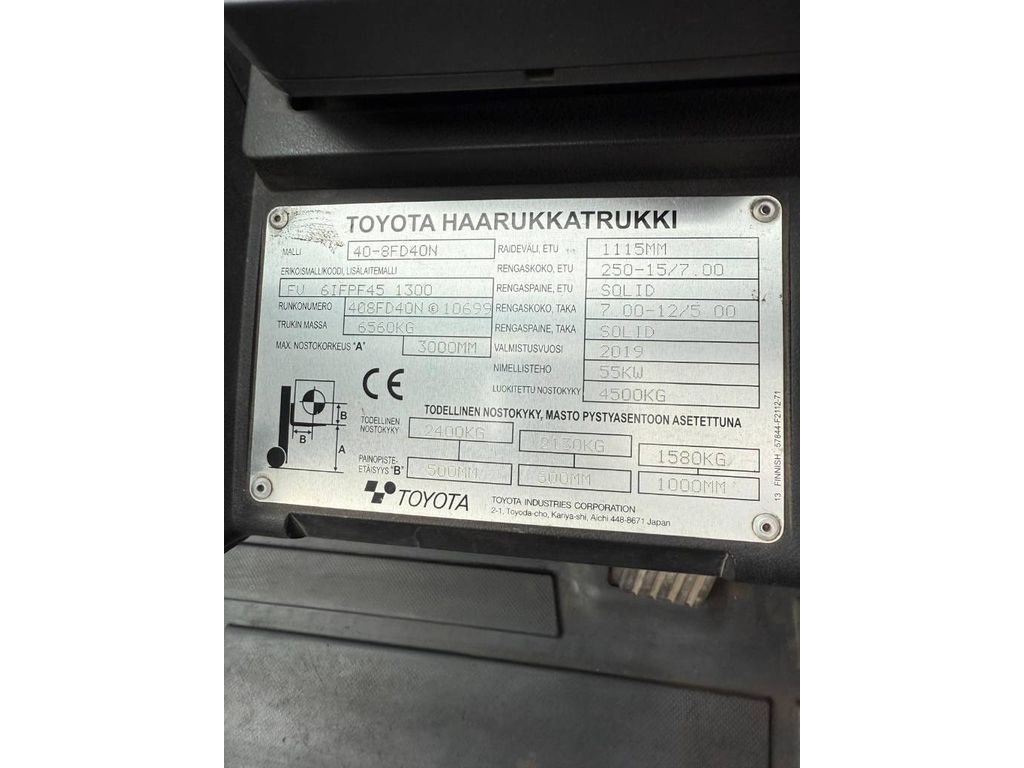 TOYOTA HAARUKKATRUKKI
MALLI 40-8FD40N
ERIKOISMALLIKOODI, LISÄLAITEMALLI
FV 6IFPF45 1300
RUNKONUMERO 408FD40N©10699
TRUKIN MASSA 6560KG
MAX. NOSTOKORKEUS "A" 3000MM
RAIDEVÄLI, ETU 1115MM
RENGASKOKO, ETU 250-15/7.00
RENGASPAINE, ETU SOLID
RENGASKOKO, TAKA 7.00-12/5.00
RENGASPAINE, TAKA SOLID
VALMISTUSVUOSI 2019
NIMELLISTEHO 55KW
LUOKITETTU NOSTOKYKY 4500KG
CE
B
B
A
TODELLINEN NOSTOKYKY, MASTO PYSTYASENTOON ASETETTUNA
TODELLINEN NOSTOKYKY 2400KG 2130KG 1580KG
PAINOPISTE-
ETÄISYYS "B" 500MM 1000MM
TOYOTA
TOYOTA INDUSTRIES CORPORATION
2-1, Toyoda-cho, Kariya-shi, Aichi 448-8671 Japan
13 FINNISH 57844-F2112-71